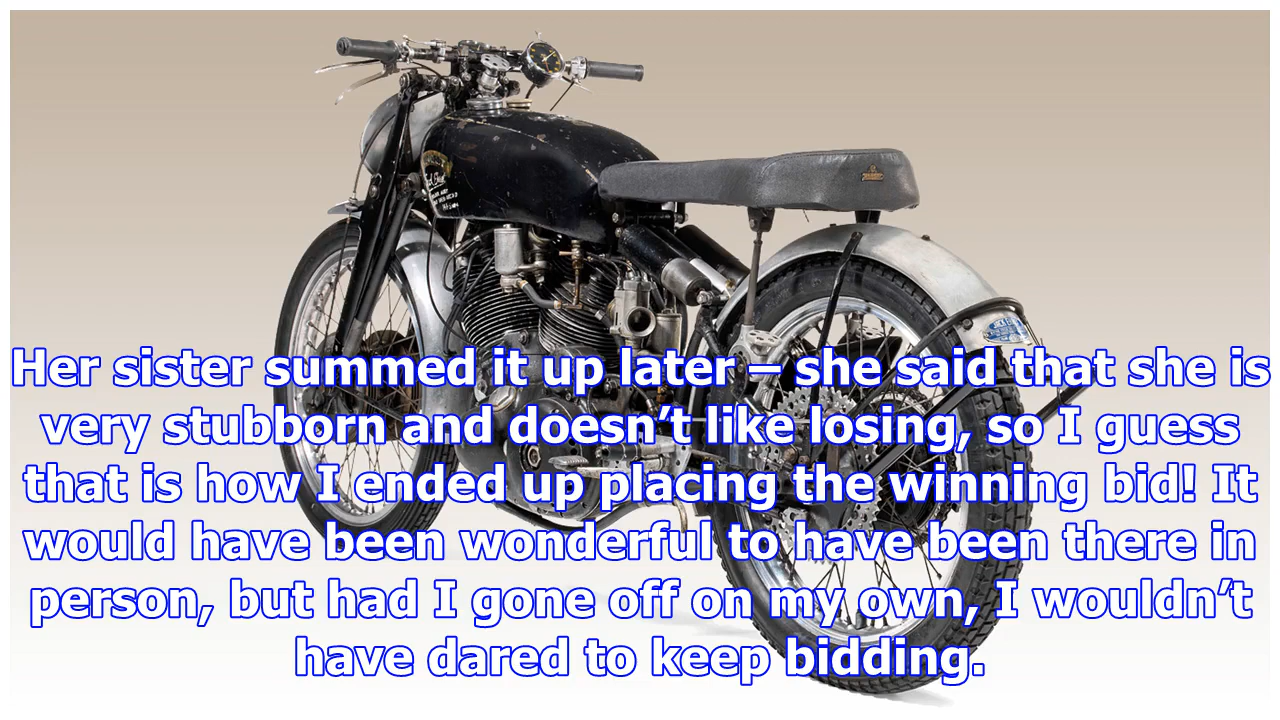 Her sister summed it up later – she said that she is
very stubborn and doesn’t like losing, so I guess
that is how I ended up placing the winning bid! It
would have been wonderful to have been there in
person, but had I gone off on my own, I wouldn’t
have dared to keep bidding.